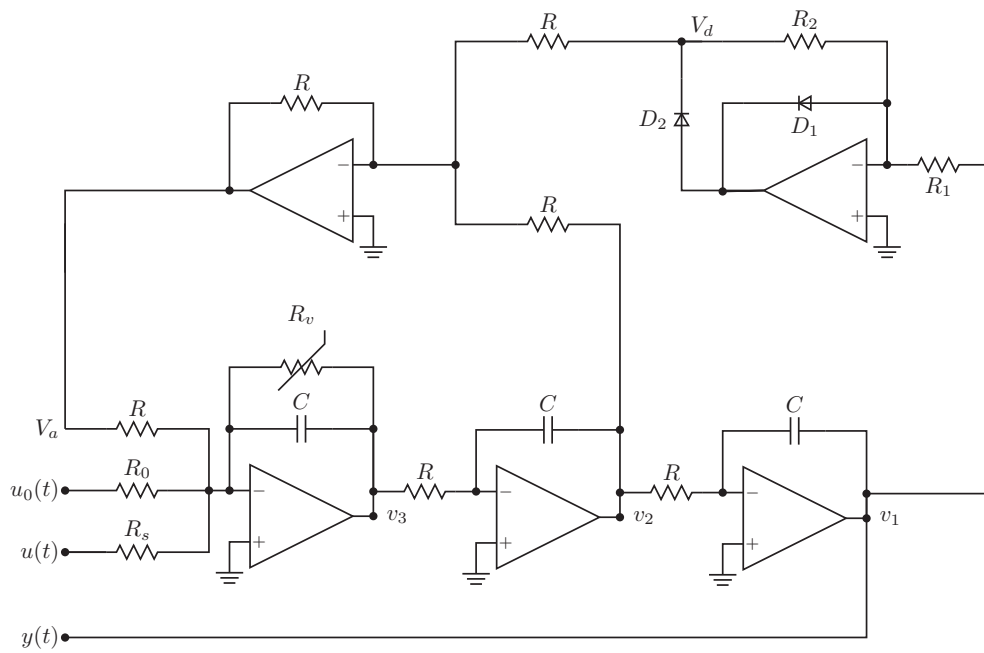 R
V_d
R_2
R
D_2
D_1
−
−
R_1
+
+
R
R_v
C
C
C
V_a
R
u_0(t)
R_0
−
R
−
R
−
v_3
v_2
v_1
u(t)
R_s
+
+
+
y(t)